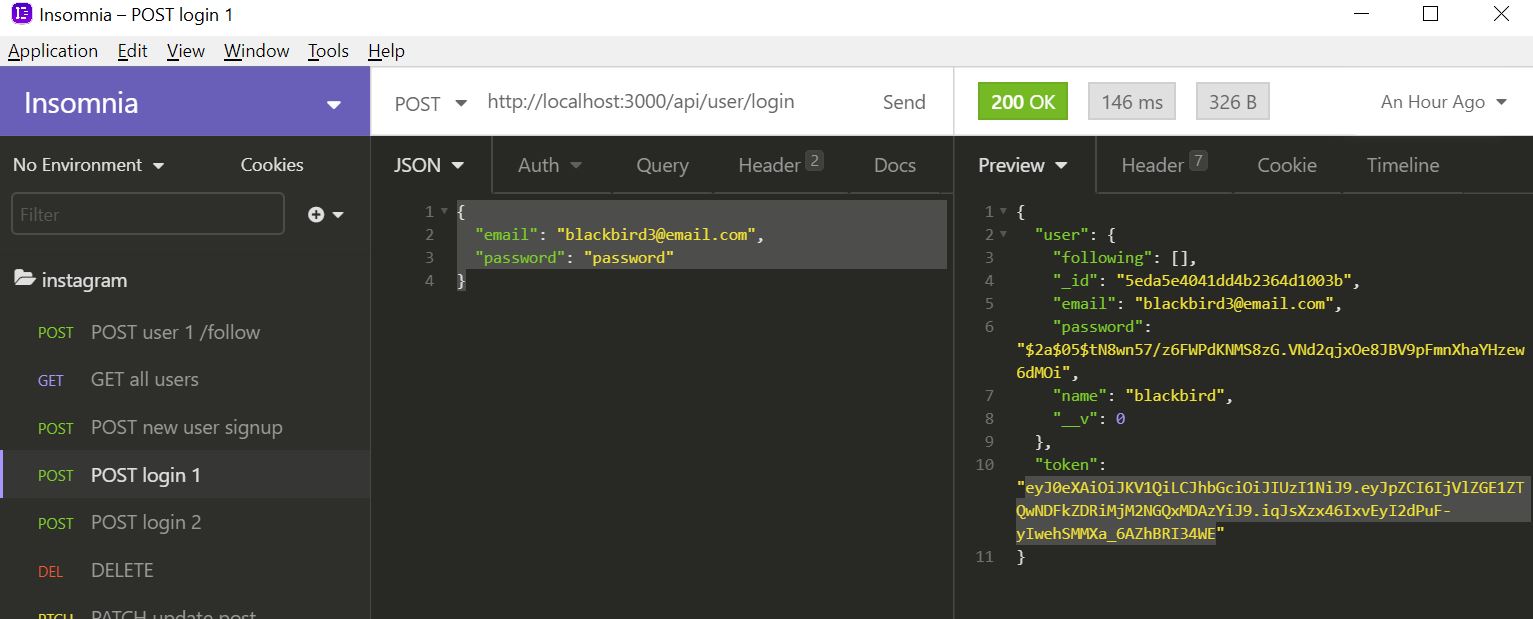 Insomnia – POST login 1
Application Edit View Window Tools Help
Insomnia
POST http://localhost:3000/api/user/login Send
200 OK 146 ms 326 B An Hour Ago
No Environment Cookies
JSON Auth Query Header 2 Docs
Preview Header 7 Cookie Timeline
Filter
instagram
POST POST user 1 /follow
GET GET all users
POST POST new user signup
POST POST login 1
POST POST login 2
DEL DELETE
PTCH PATCH update post
1 {
2 "email": "blackbird3@email.com",
3 "password": "password"
4 }
1 {
2 "user": {
3 "following": [],
4 "_id": "5eda5e4041dd4b2364d1003b",
5 "email": "blackbird3@email.com",
6 "password":
"$2a$05$tN8wn57/z6FWPdKNMS8zG.VNd2qjxOe8JBV9pFmnXhaYHzew
6dMOi",
7 "name": "blackbird",
8 "__v": 0
9 },
10 "token":
"eyJ0eXAiOiJKV1QiLCJhbGciOiJIUzI1NiJ9.eyJpZCI6IjVlZGE1ZT
QwNDFkZDRiMjM2NGQxMDAzYiJ9.iqJsXzx46IxvEyI2dPuF-
yIwehSMMXa_6AZhBRI34WE"
11 }